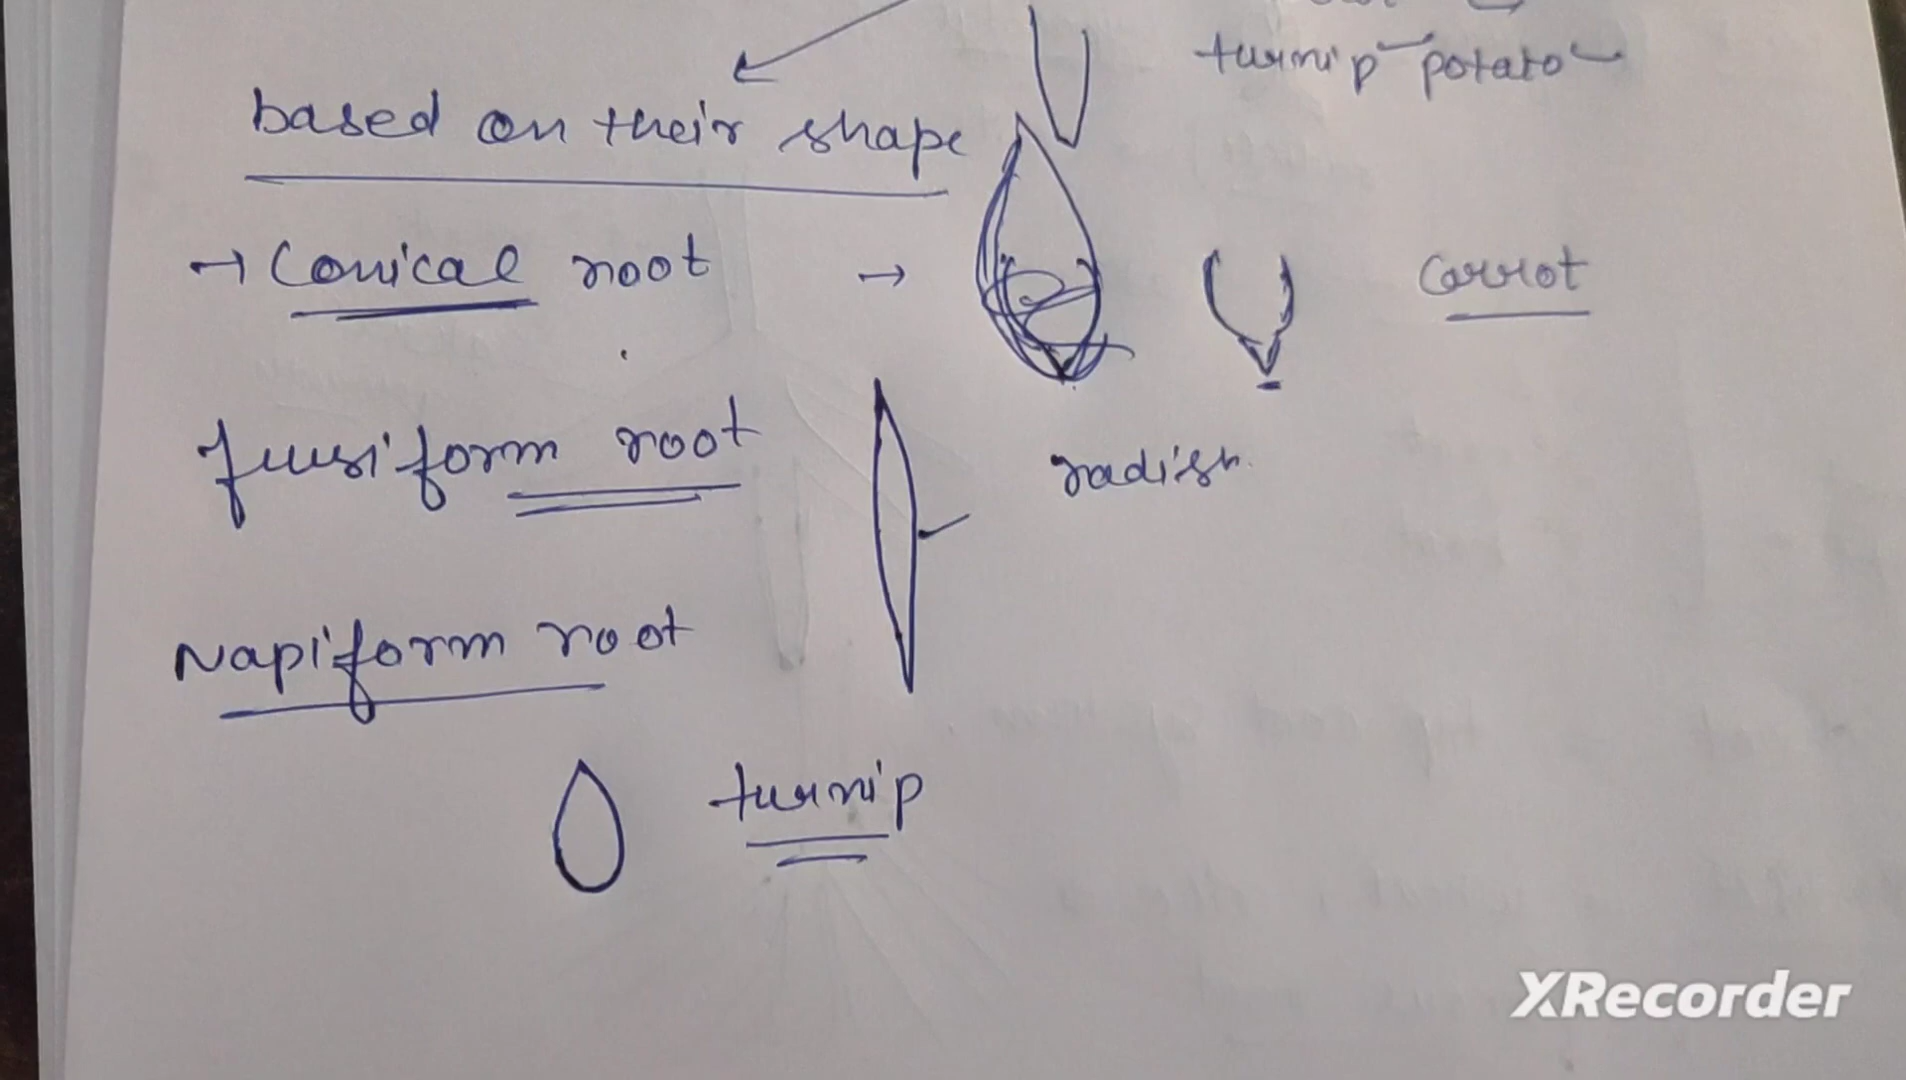 turnip potato
based on their shape
→ Conical root → Carrot
fusiform root radish
Napiform root
turnip
XRecorder